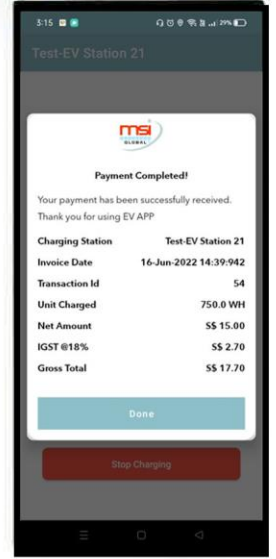 3:15 29%
Test-EV Station 21
msi
GLOBAL
Payment Completed!
Your payment has been successfully received.
Thank you for using EV APP
Charging Station Test-EV Station 21
Invoice Date 16-Jun-2022 14:39:942
Transaction Id 54
Unit Charged 750.0 WH
Net Amount S$ 15.00
IGST @18% S$ 2.70
Gross Total S$ 17.70
Done
Stop Charging